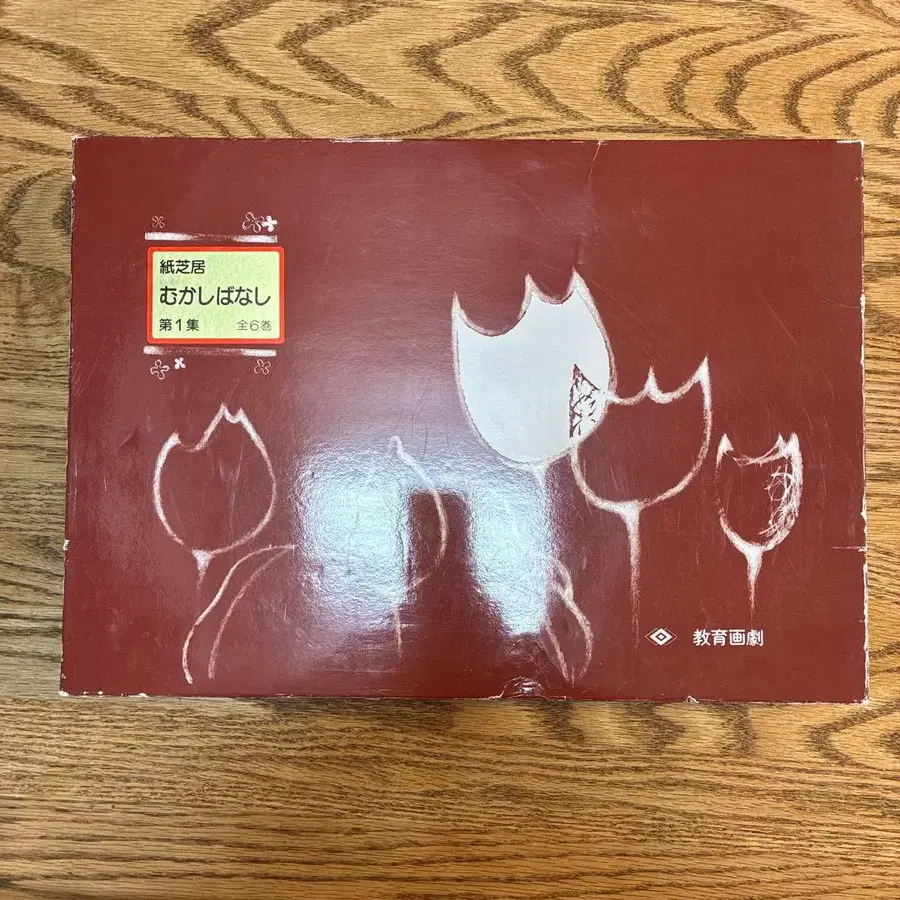 紙芝居
むかしばなし
第1集 全6巻
教育画劇